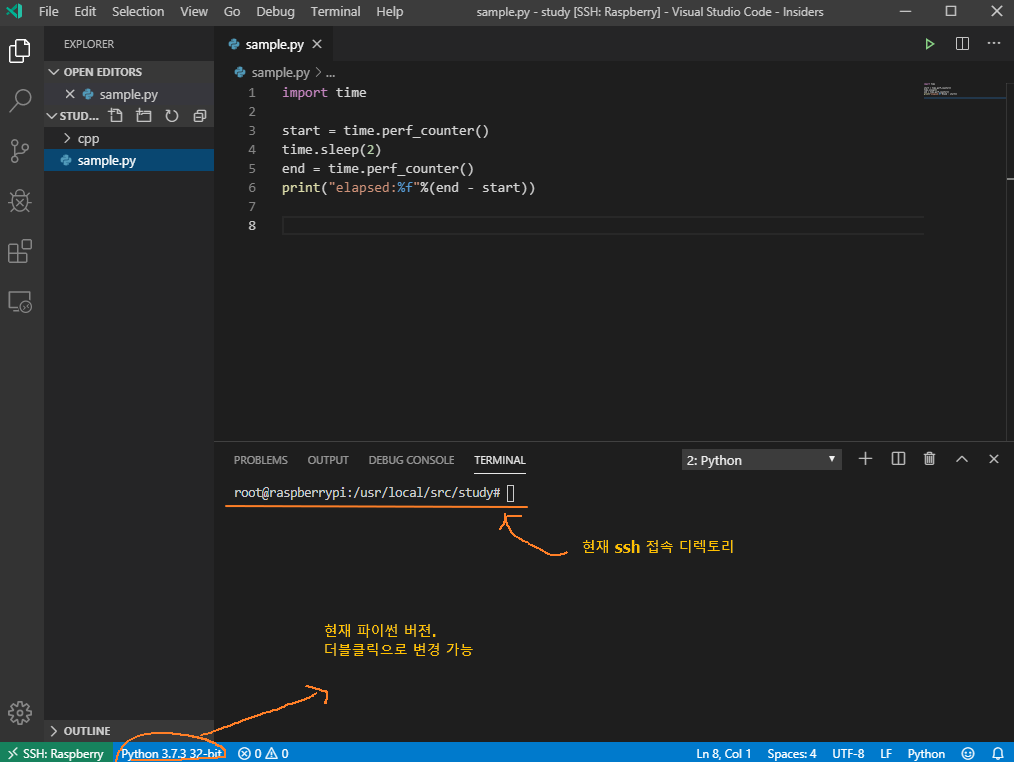 File Edit Selection View Go Debug Terminal Help
sample.py - study [SSH: Raspberry] - Visual Studio Code - Insiders
EXPLORER
OPEN EDITORS
sample.py
STUD...
cpp
sample.py
OUTLINE
sample.py
sample.py > ...
1 import time
2
3 start = time.perf_counter()
4 time.sleep(2)
5 end = time.perf_counter()
6 print("elapsed:%f"%(end - start))
7
8
PROBLEMS OUTPUT DEBUG CONSOLE TERMINAL
2: Python
root@raspberrypi:/usr/local/src/study#
현재 ssh 접속 디렉토리
현재 파이썬 버젼.
더블클릭으로 변경 가능
SSH: Raspberry Python 3.7.3 32-bit 0 0 Ln 8, Col 1 Spaces: 4 UTF-8 LF Python